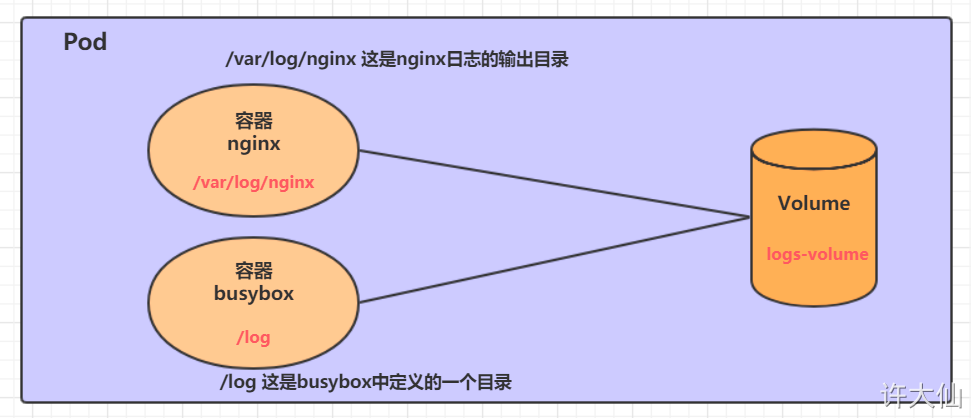 Pod
/var/log/nginx 这是nginx日志的输出目录
容器
nginx
/var/log/nginx
Volume
logs-volume
容器
busybox
/log
/log 这是busybox中定义的一个目录
许大仙